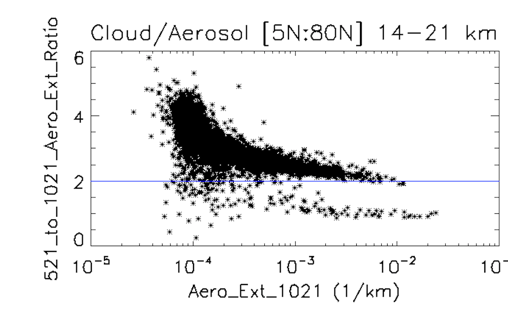 Cloud/Aerosol [5N:80N] 14-21 km
521_to_1021_Aero_Ext_Ratio
6
4
2
0
10-5 10-4 10-3 10-2 10-
Aero_Ext_1021 (1/km)